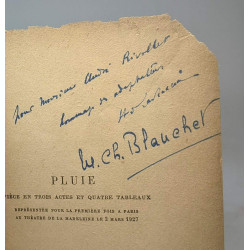 pour Monsieur André Rivollet
hommage des adaptateurs
M. Ch. Blanchet
PLUIE
PIÈCE EN TROIS ACTES ET QUATRE TABLEAUX
REPRÉSENTÉE POUR LA PREMIÈRE FOIS A PARIS
AU THÉATRE DE LA MADELEINE LE 5 MARS 1927